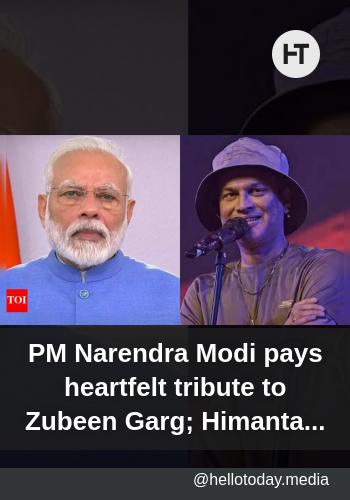 HT
TOI
PM Narendra Modi pays
heartfelt tribute to
Zubeen Garg; Himanta...
@hellotoday.media